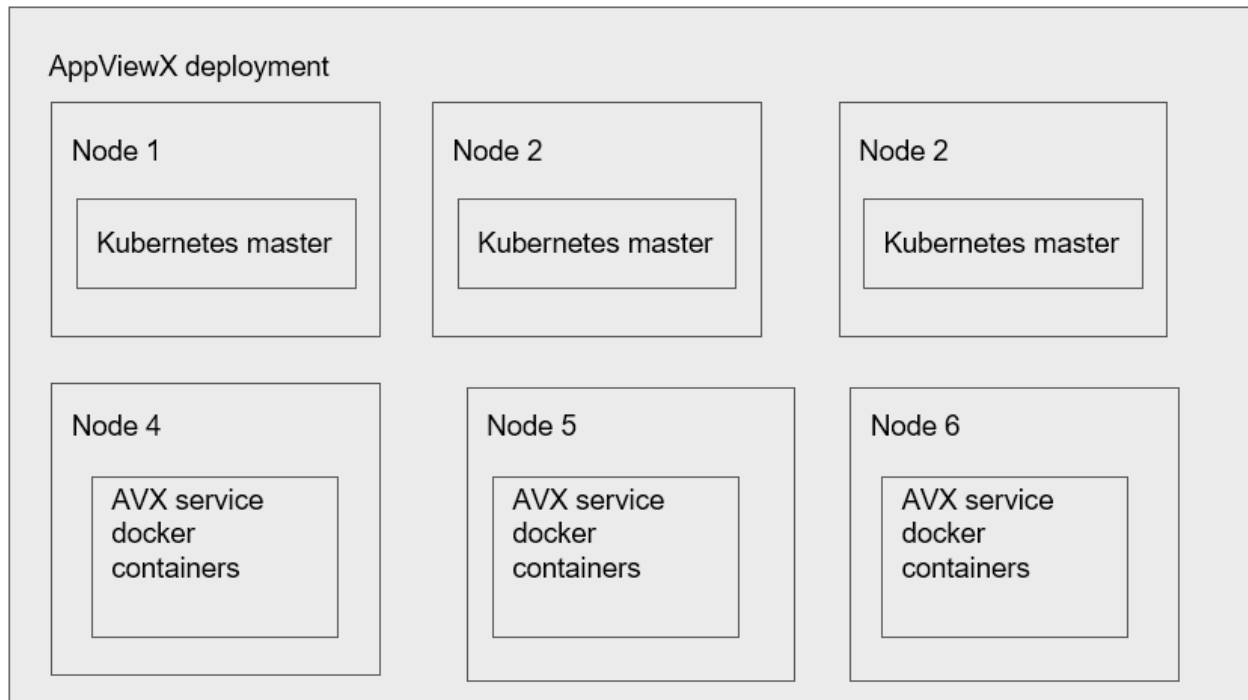 AppViewX deployment
Node 1
Node 2
Node 2
Kubernetes master
Kubernetes master
Kubernetes master
Node 4
Node 5
Node 6
AVX service
docker
containers
AVX service
docker
containers
AVX service
docker
containers